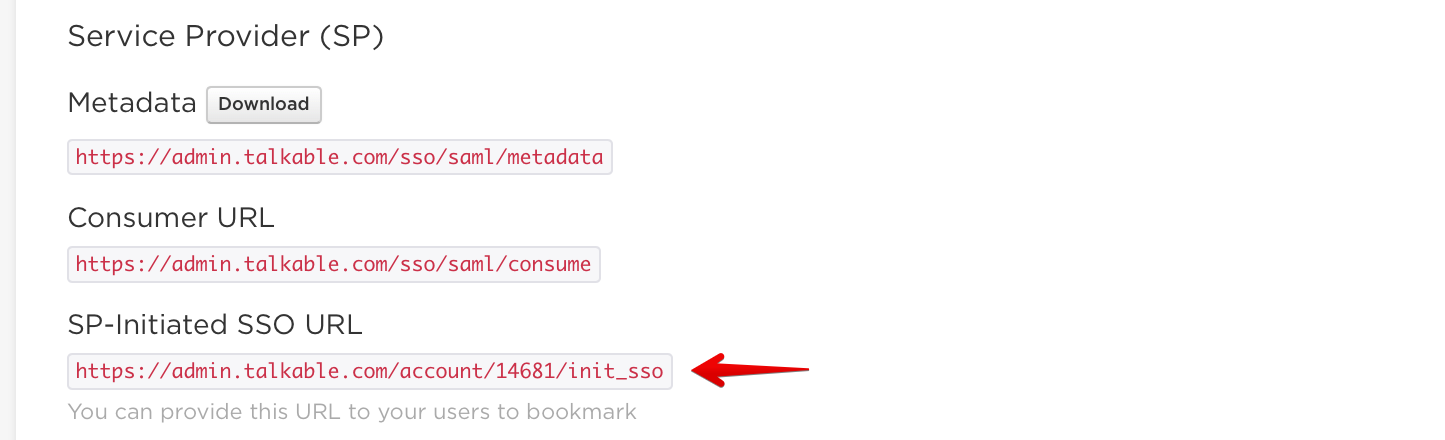 Service Provider (SP)
Metadata Download
https://admin.talkable.com/sso/saml/metadata
Consumer URL
https://admin.talkable.com/sso/saml/consume
SP-Initiated SSO URL
https://admin.talkable.com/account/14681/init_sso
You can provide this URL to your users to bookmark